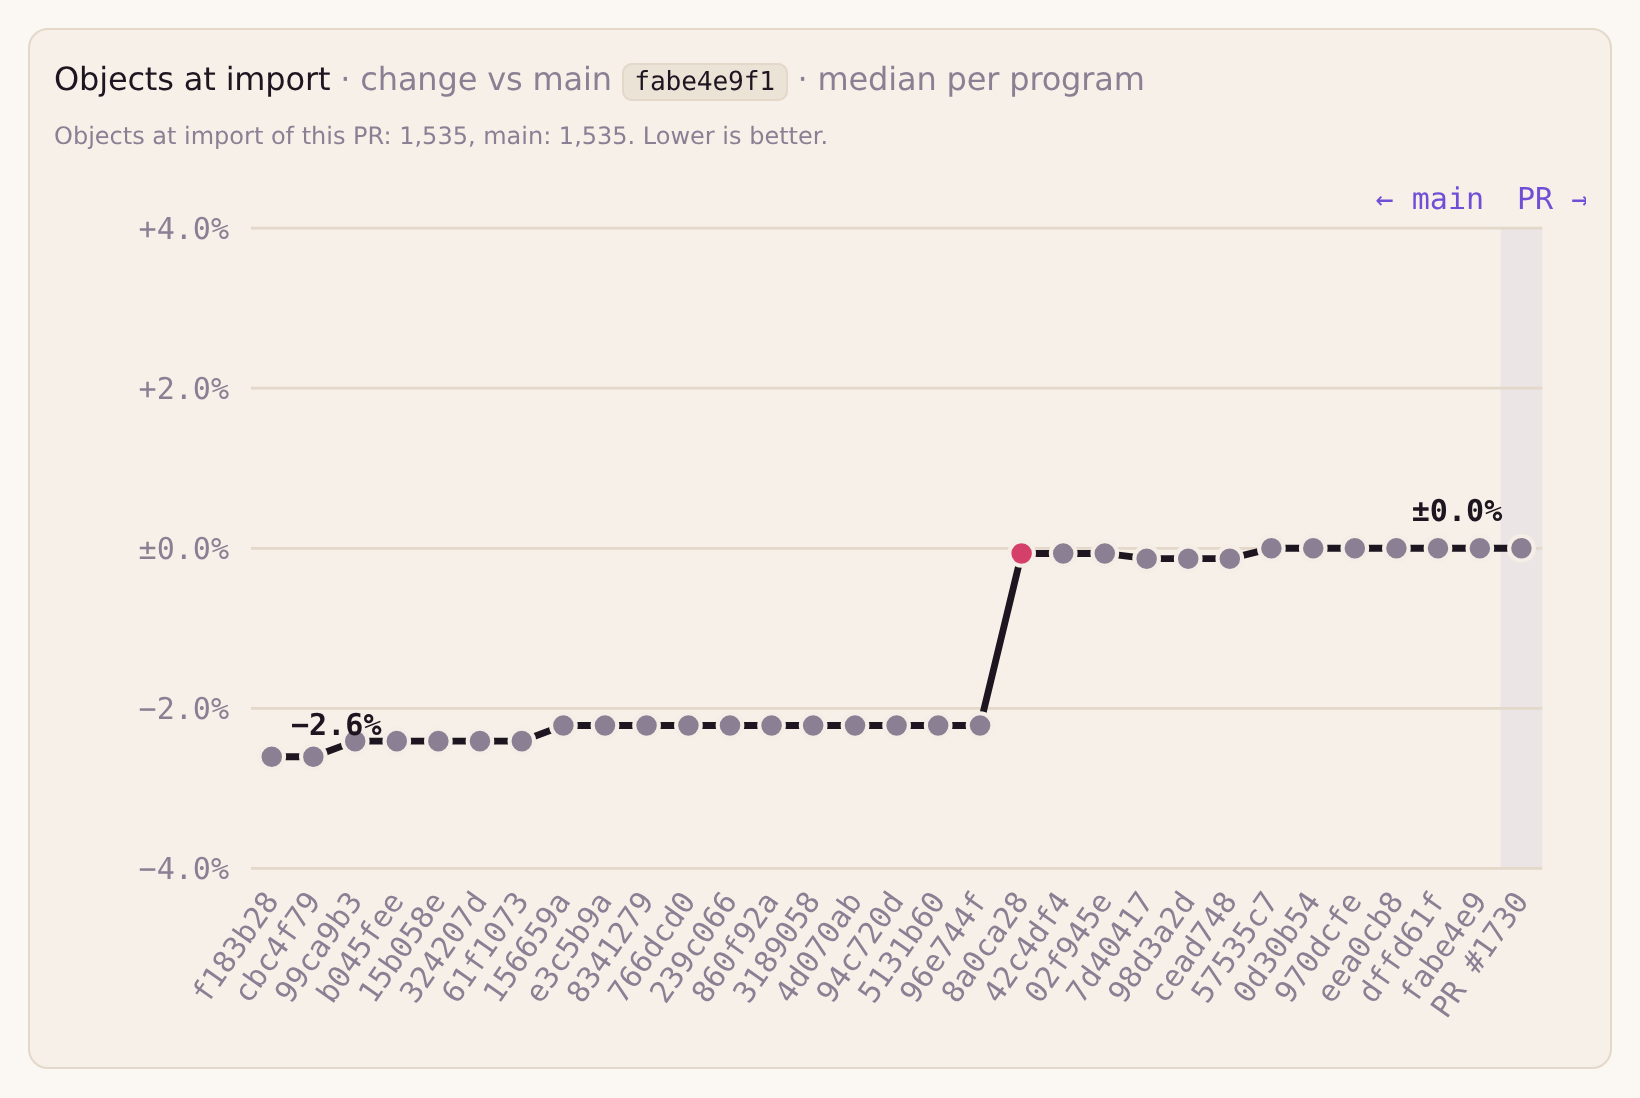 Objects at import · change vs main fabe4e9f1 · median per program
Objects at import of this PR: 1,535, main: 1,535. Lower is better.
← main PR →
+4.0%
+2.0%
±0.0%
−2.0%
−4.0%
−2.6%
±0.0%
f183b28
cbc4f79
99ca9b3
b045fee
15b058e
324207d
61f1073
156659a
e3c5b9a
8341279
766dcd0
239c066
860f92a
3189058
4d070ab
94c720d
5131b60
96e744f
8a0ca28
42c4df4
02f945e
7d40417
98d3a2d
cead748
57535c7
0d30b54
970dcfe
eea0cb8
dffd61f
fabe4e9
PR #1730